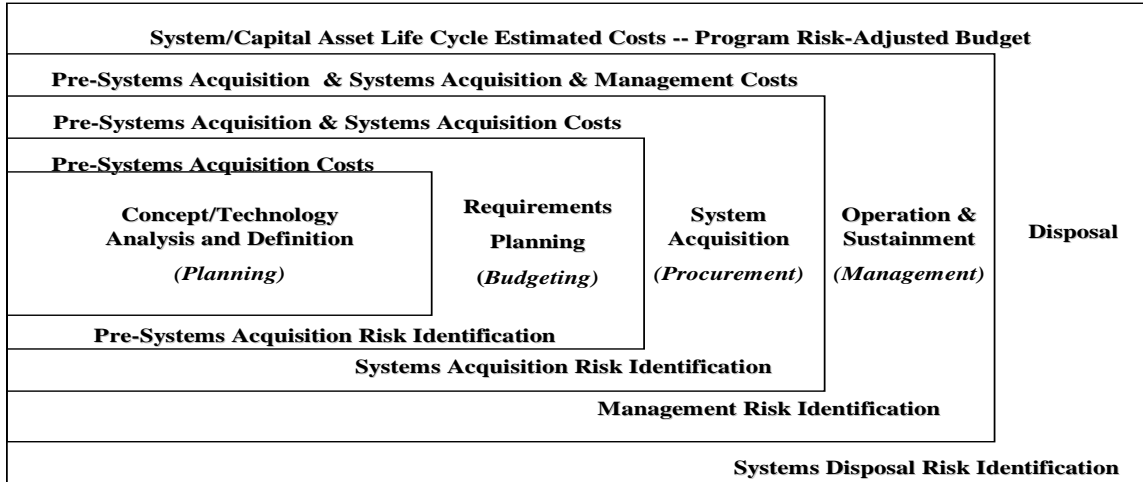 System/Capital Asset Life Cycle Estimated Costs -- Program Risk-Adjusted Budget
Pre-Systems Acquisition & Systems Acquisition & Management Costs
Pre-Systems Acquisition & Systems Acquisition Costs
Pre-Systems Acquisition Costs
Concept/Technology
Analysis and Definition
(Planning)
Requirements
Planning
(Budgeting)
System
Acquisition
(Procurement)
Operation &
Sustainment
(Management)
Disposal
Pre-Systems Acquisition Risk Identification
Systems Acquisition Risk Identification
Management Risk Identification
Systems Disposal Risk Identification